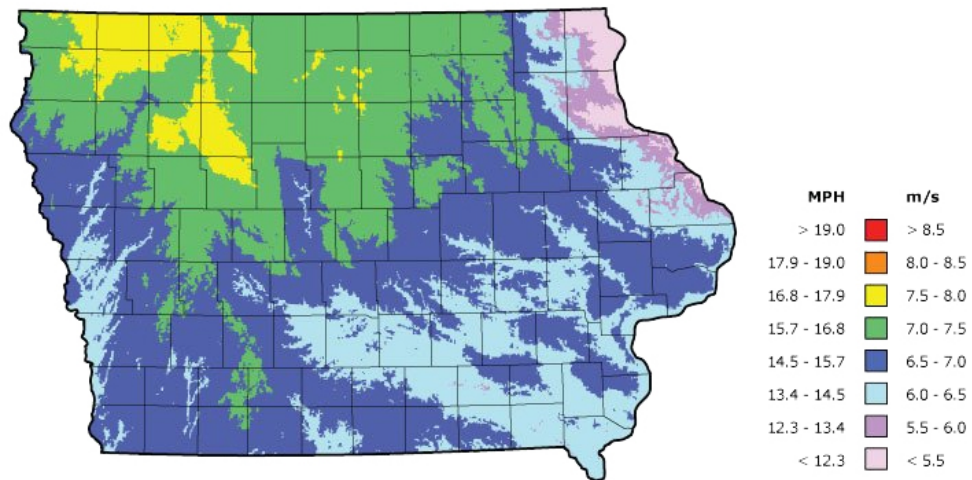 MPH m/s
> 19.0 > 8.5
17.9 - 19.0 8.0 - 8.5
16.8 - 17.9 7.5 - 8.0
15.7 - 16.8 7.0 - 7.5
14.5 - 15.7 6.5 - 7.0
13.4 - 14.5 6.0 - 6.5
12.3 - 13.4 5.5 - 6.0
< 12.3 < 5.5